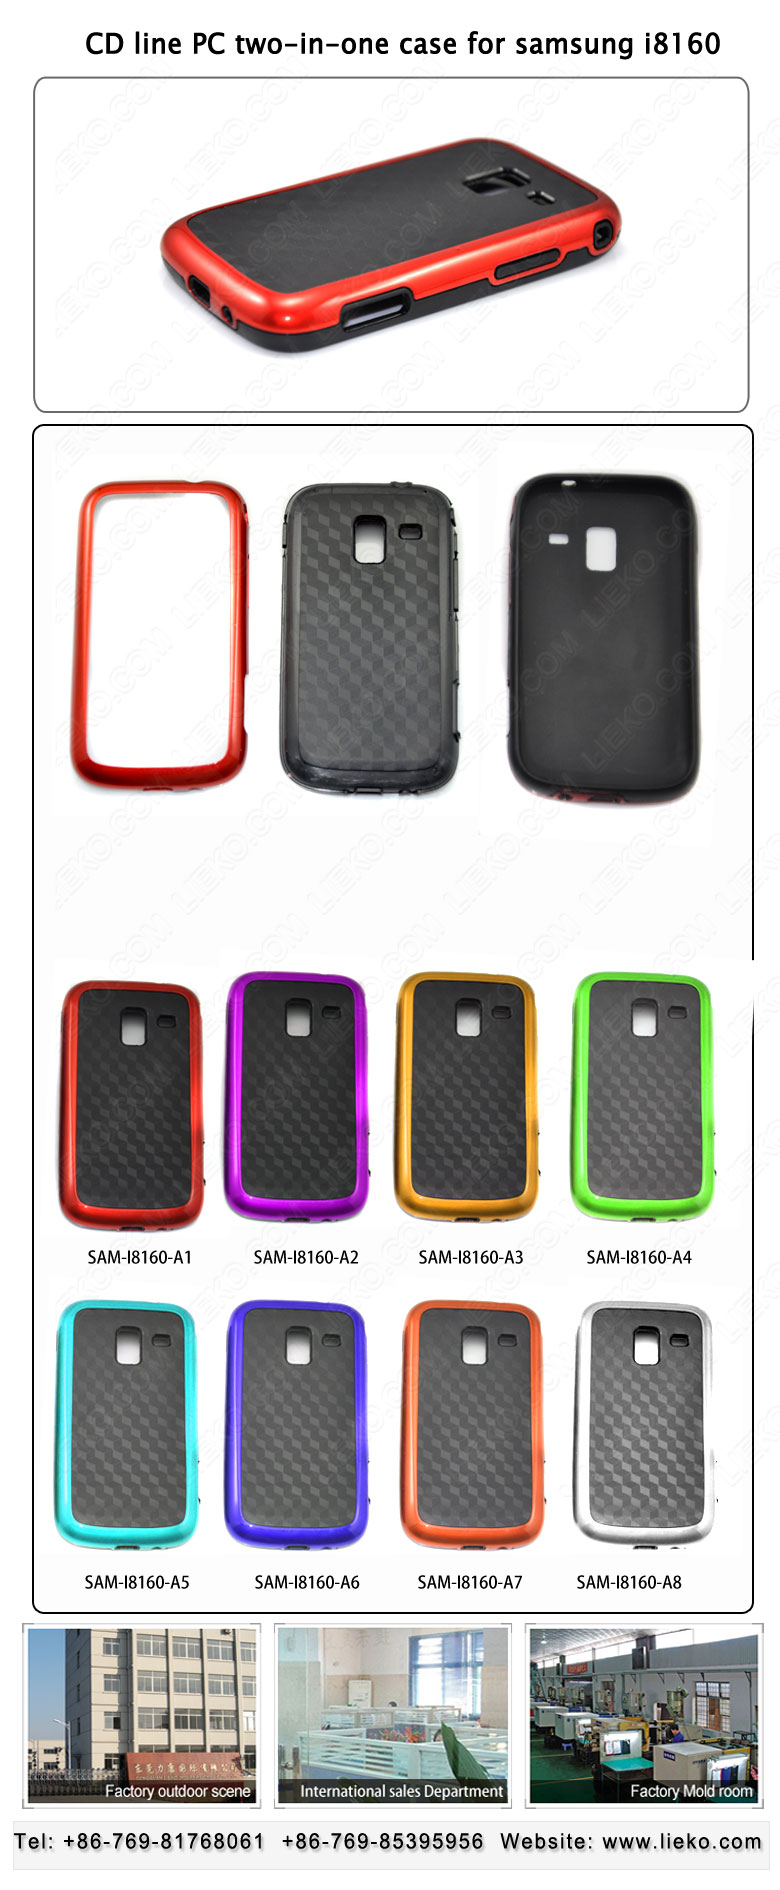 CD line PC two-in-one case for samsung i8160
LIEKO.COM
SAM-I8160-A1 SAM-I8160-A2 SAM-I8160-A3 SAM-I8160-A4
SAM-I8160-A5 SAM-I8160-A6 SAM-I8160-A7 SAM-I8160-A8
Factory outdoor scene International sales Department Factory Mold room
Tel: +86-769-81768061 +86-769-85395956 Website: www.lieko.com